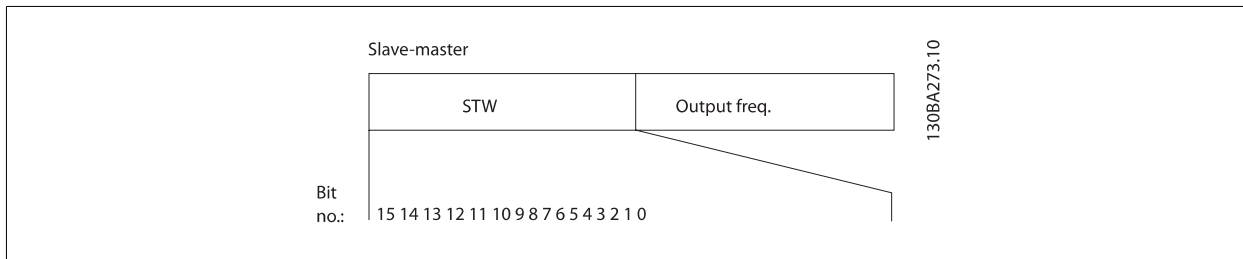 Slave-master
STW
Output freq.
130BA273.10
Bit
no.:
15 14 13 12 11 10 9 8 7 6 5 4 3 2 1 0